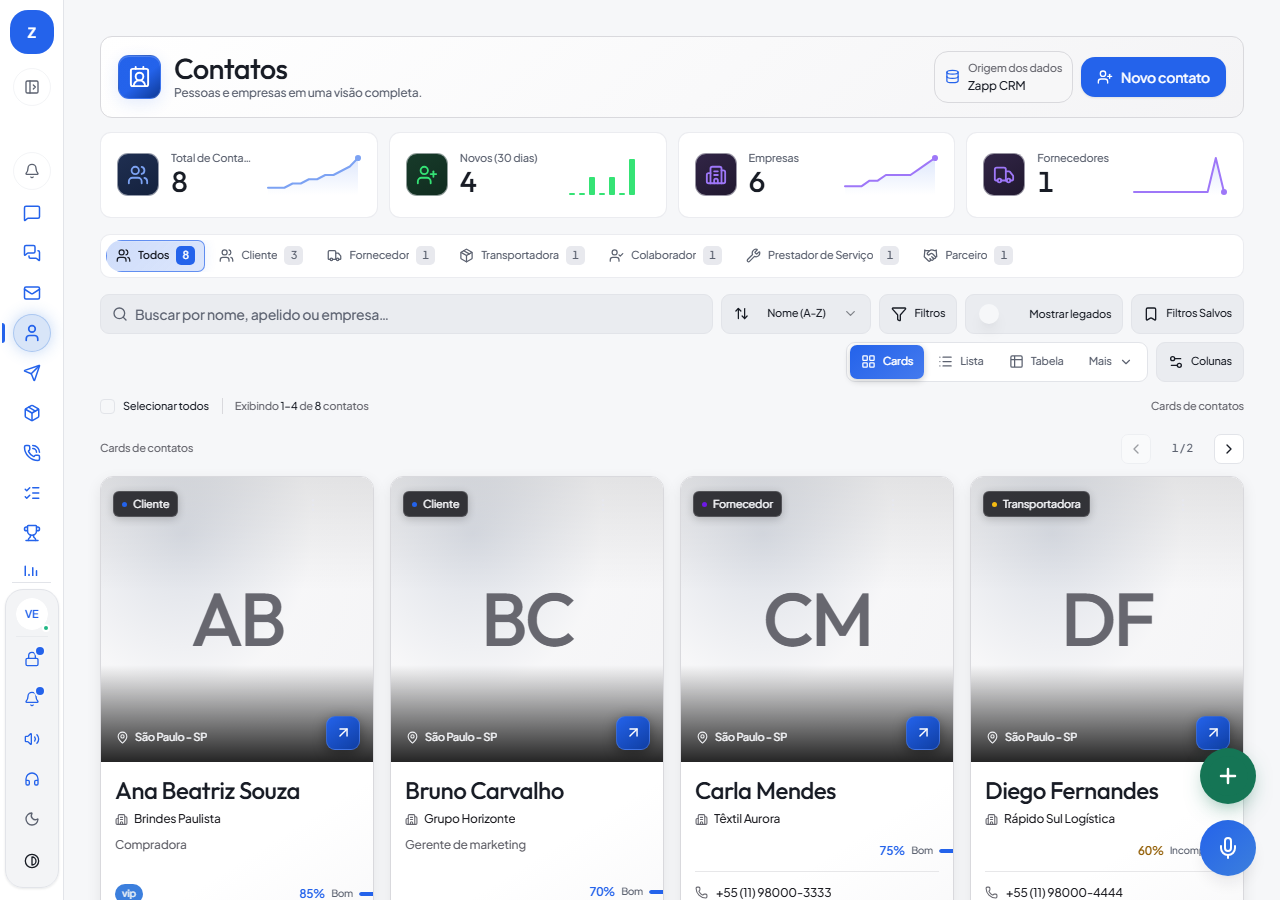 Z
Contatos
Pessoas e empresas em uma visão completa.
Origem dos dados
Zapp CRM
Novo contato
Total de Conta...
8
Novos (30 dias)
4
Empresas
6
Fornecedores
1
Todos 8
Cliente 3
Fornecedor 1
Transportadora 1
Colaborador 1
Prestador de Serviço 1
Parceiro 1
Buscar por nome, apelido ou empresa...
Nome (A-Z)
Filtros
Mostrar legados
Filtros Salvos
Cards
Lista
Tabela
Mais
Colunas
Selecionar todos
Exibindo 1–4 de 8 contatos
Cards de contatos
Cards de contatos
1 / 2
Cliente
AB
São Paulo – SP
Ana Beatriz Souza
Brindes Paulista
Compradora
vip
85% Bom
Cliente
BC
São Paulo – SP
Bruno Carvalho
Grupo Horizonte
Gerente de marketing
70% Bom
Fornecedor
CM
São Paulo – SP
Carla Mendes
Têxtil Aurora
75% Bom
+55 (11) 98000-3333
Transportadora
DF
São Paulo – SP
Diego Fernandes
Rápido Sul Logística
60%
+55 (11) 98000-4444
VE